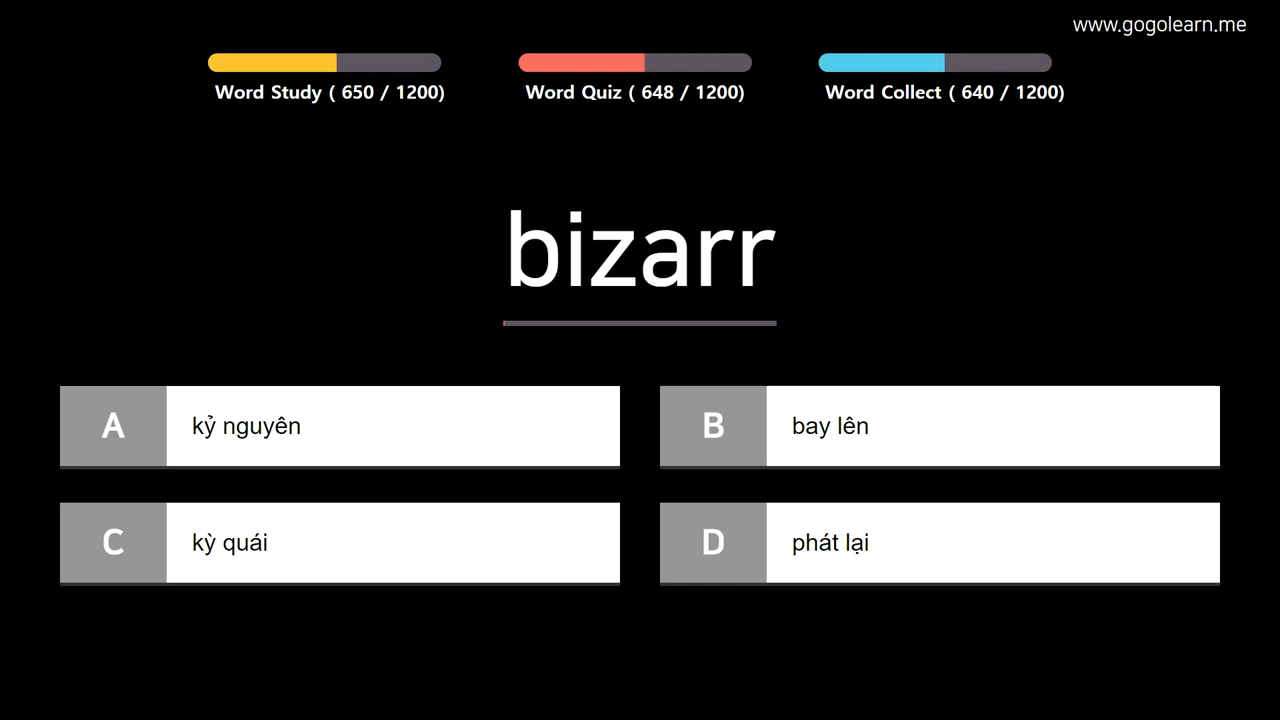 www.gogolearn.me
Word Study ( 650 / 1200)
Word Quiz ( 648 / 1200)
Word Collect ( 640 / 1200)
bizarr
A kỷ nguyên
B bay lên
C kỳ quái
D phát lại